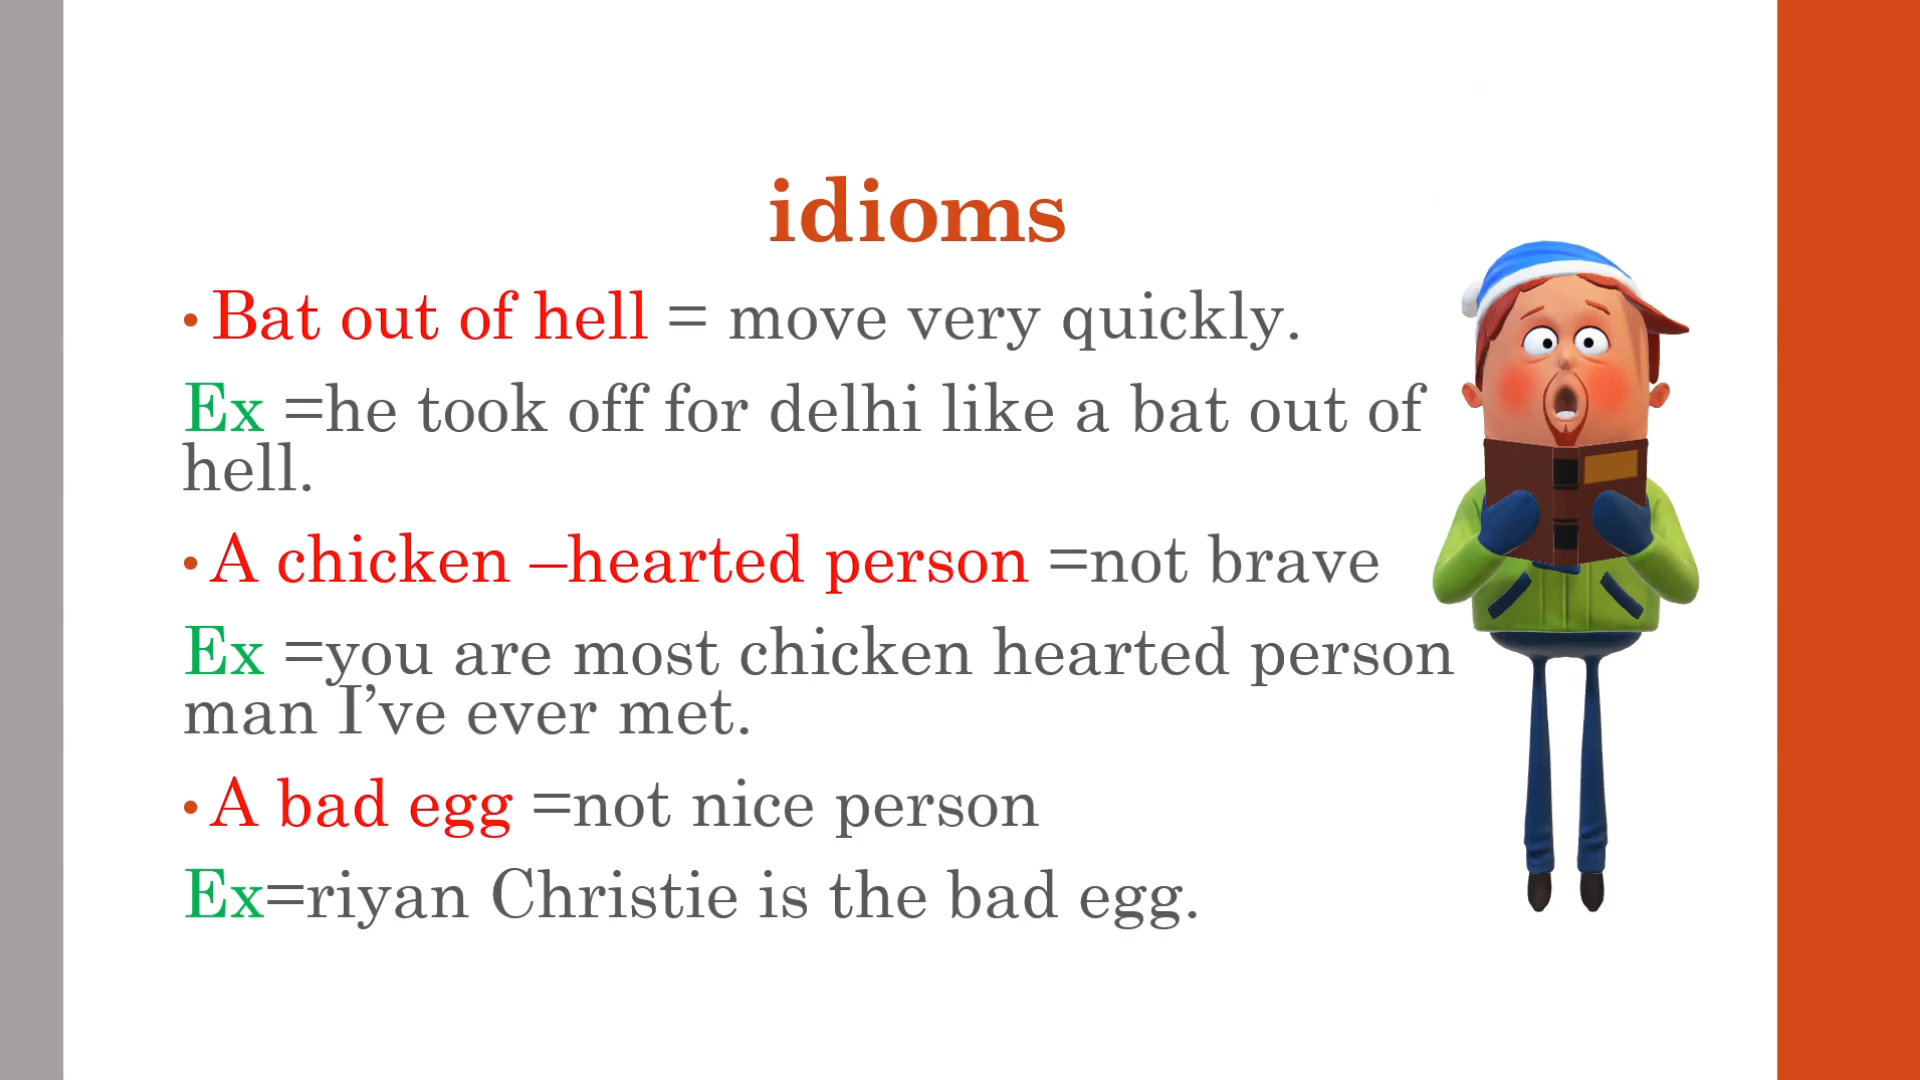 idioms
• Bat out of hell = move very quickly.
Ex =he took off for delhi like a bat out of
hell.
• A chicken –hearted person =not brave
Ex =you are most chicken hearted person
man I’ve ever met.
• A bad egg =not nice person
Ex=riyan Christie is the bad egg.